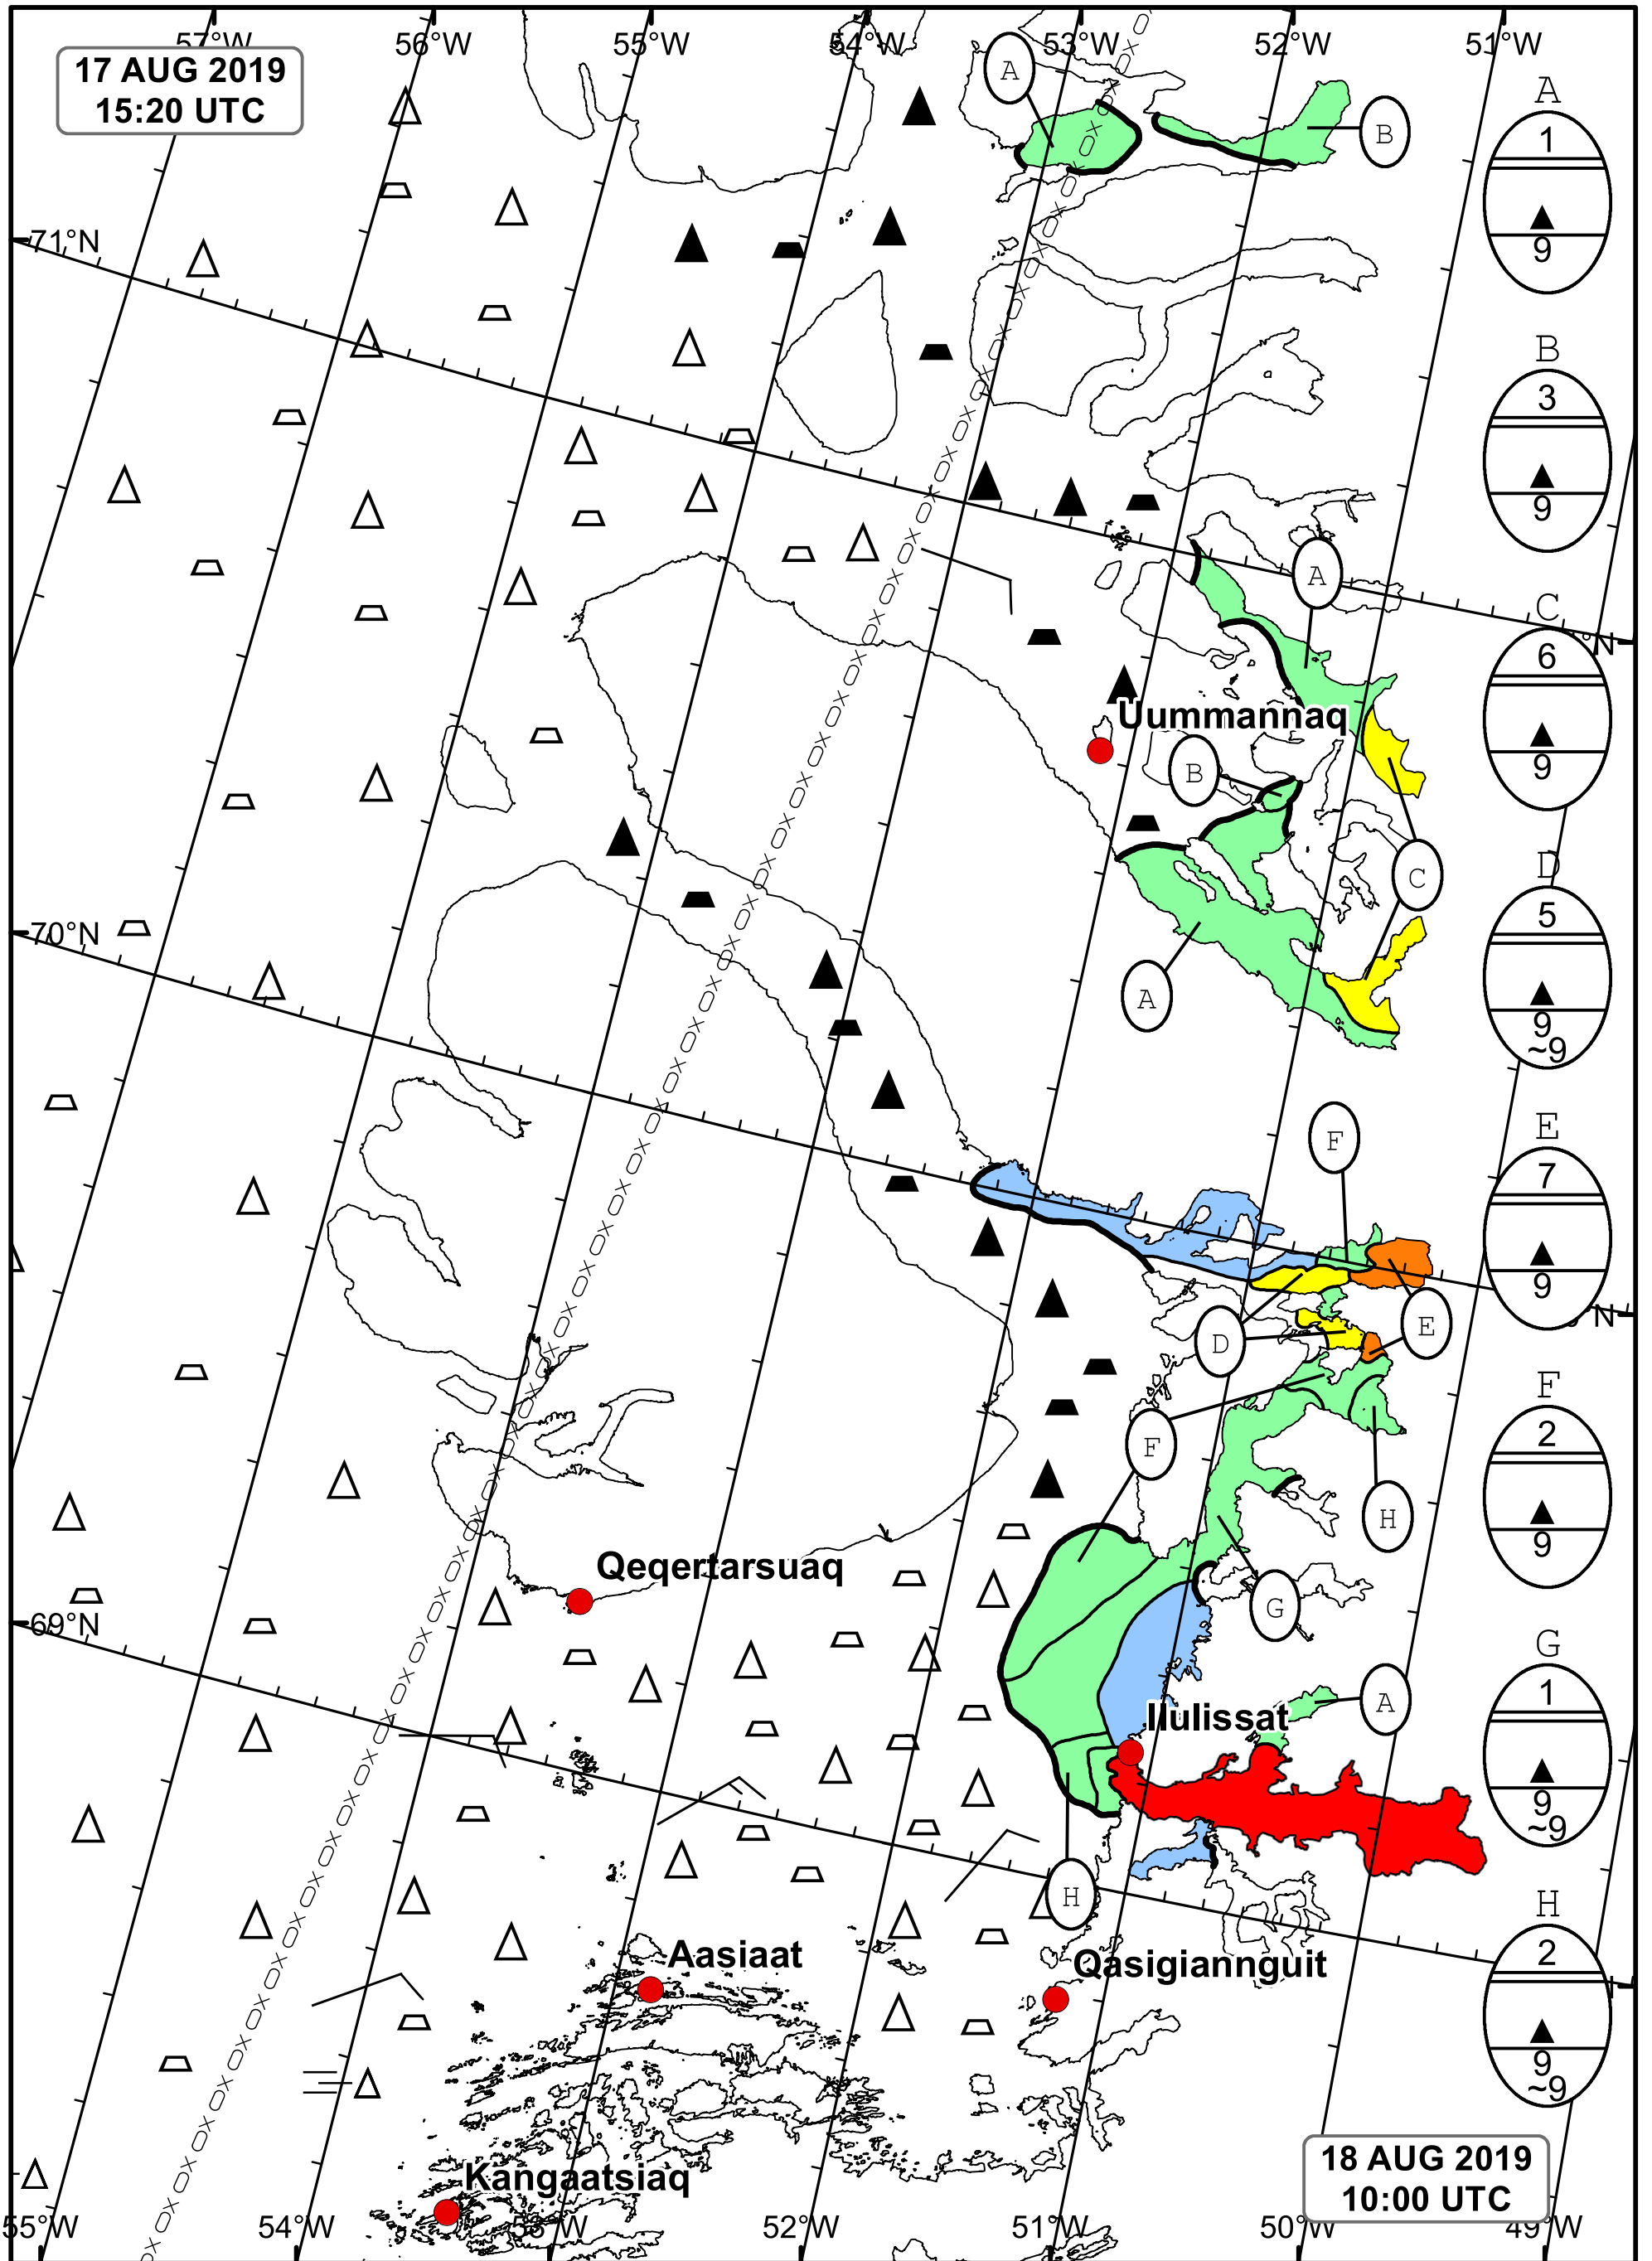 57°W
56°W
55°W
54°W
53°W
52°W
51°W
17 AUG 2019
15:20 UTC
A
B
A
1
9
71°N
B
3
9
A
C
6
9
°N
Uummannaq
B
C
D
5
9
~9
70°N
A
F
E
7
9
N
D
E
F
2
9
F
H
Qeqertarsuaq
G
69°N
G
1
9
~9
A
Ilulissat
H
H
2
9
~9
Aasiaat
Qasigiannguit
Kangaatsiaq
18 AUG 2019
10:00 UTC
55°W
54°W
53°W
52°W
51°W
50°W
49°W